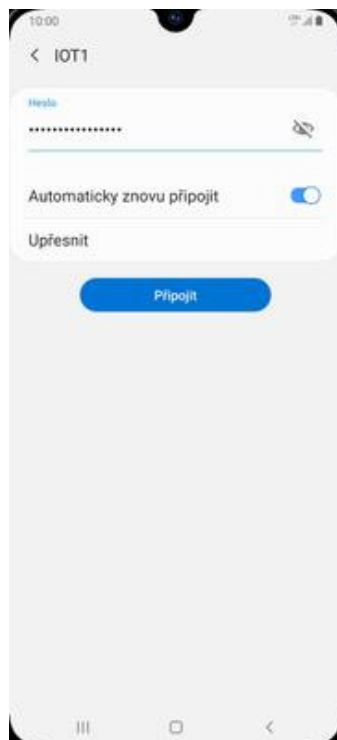 10:00
IOT1
Heslo
••••••••••••••••
Automaticky znovu připojit
Upřesnit
Připojit